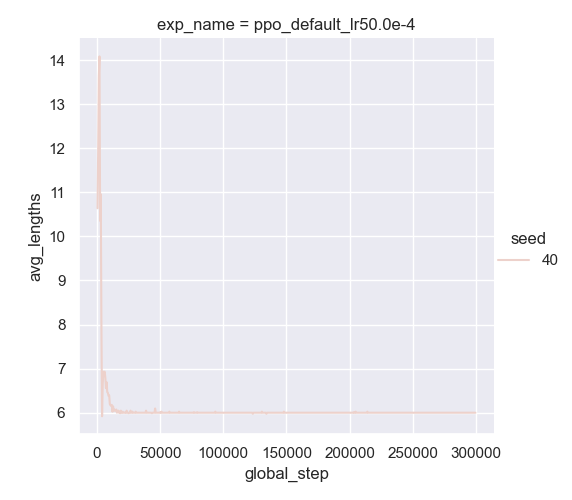 exp_name = ppo_default_lr50.0e-4
14
13
12
11
10
9
8
7
6
avg_lengths
0 50000 100000 150000 200000 250000 300000
global_step
seed
40